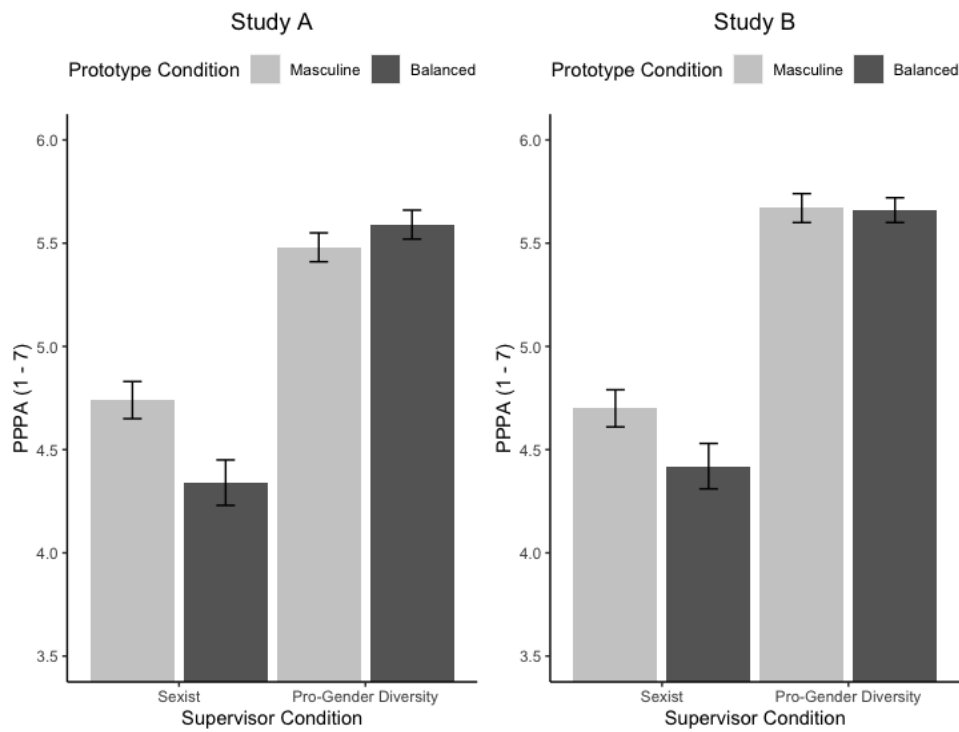 Study A
Prototype Condition Masculine Balanced
PPPA (1 - 7)
6.0
5.5
5.0
4.5
4.0
3.5
Sexist Pro-Gender Diversity
Supervisor Condition
Study B
Prototype Condition Masculine Balanced
PPPA (1 - 7)
6.0
5.5
5.0
4.5
4.0
3.5
Sexist Pro-Gender Diversity
Supervisor Condition